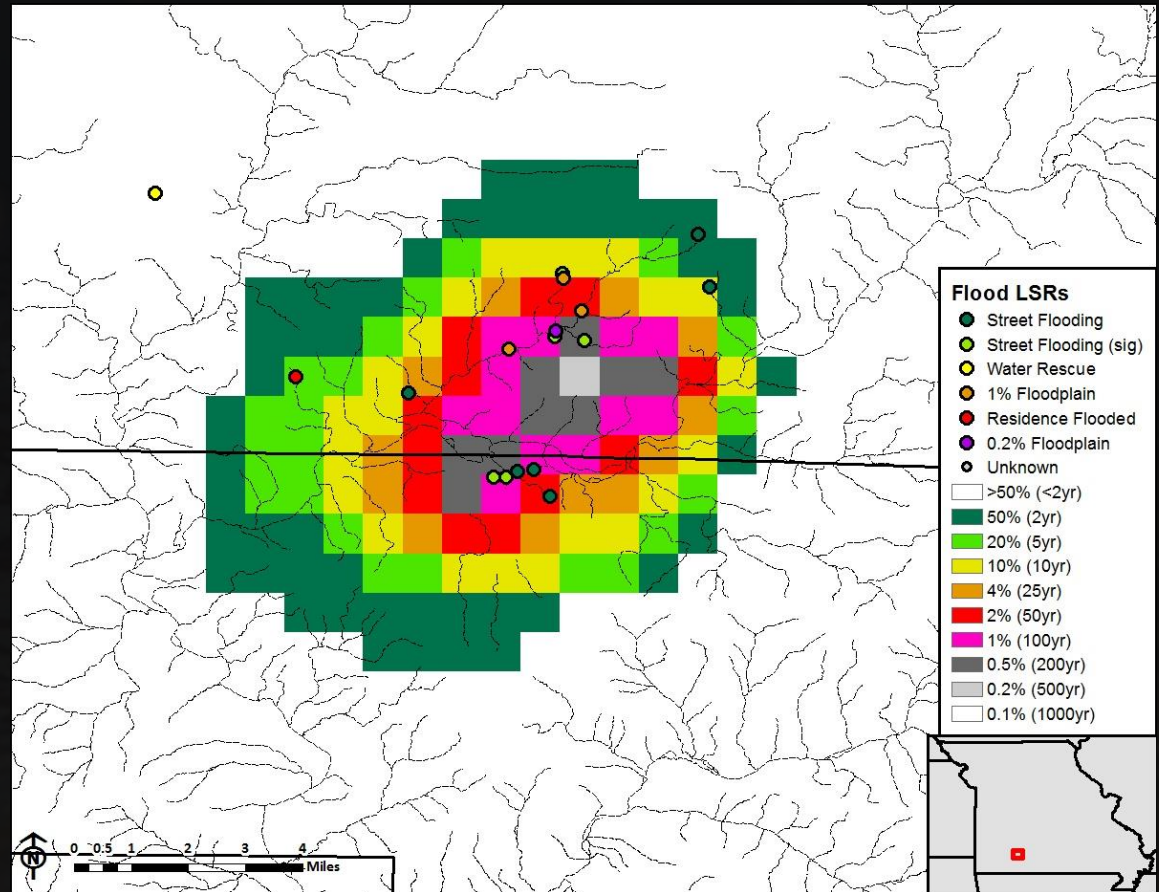 Flood LSRs
Street Flooding
Street Flooding (sig)
Water Rescue
1% Floodplain
Residence Flooded
0.2% Floodplain
Unknown
>50% (<2yr)
50% (2yr)
20% (5yr)
10% (10yr)
4% (25yr)
2% (50yr)
1% (100yr)
0.5% (200yr)
0.2% (500yr)
0.1% (1000yr)
N
0 0.5 1 2 3 4
Miles